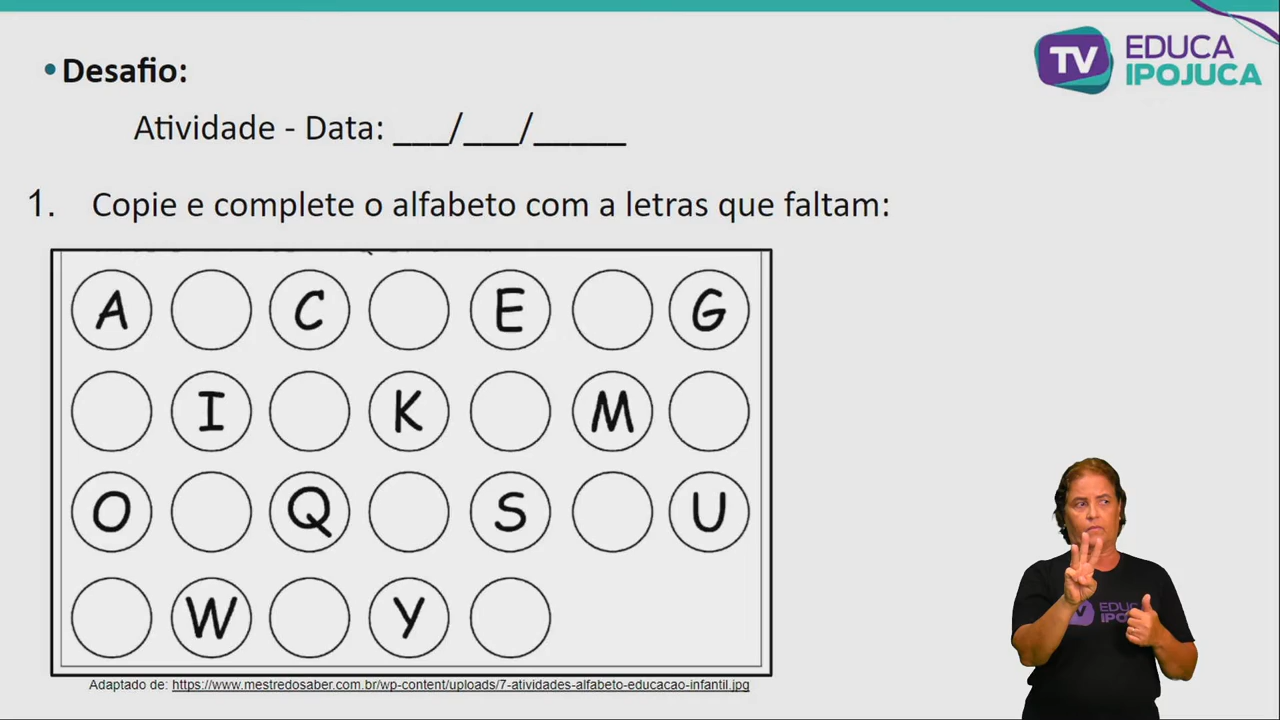 TV EDUCA
IPOJUCA
•Desafio:
Atividade - Data: ___/___/_____
1. Copie e complete o alfabeto com a letras que faltam:
A C E G
I K M
O Q S U
W Y
Adaptado de: https://www.mestredosaber.com.br/wp-content/uploads/7-atividades-alfabeto-educacao-infantil.jpg